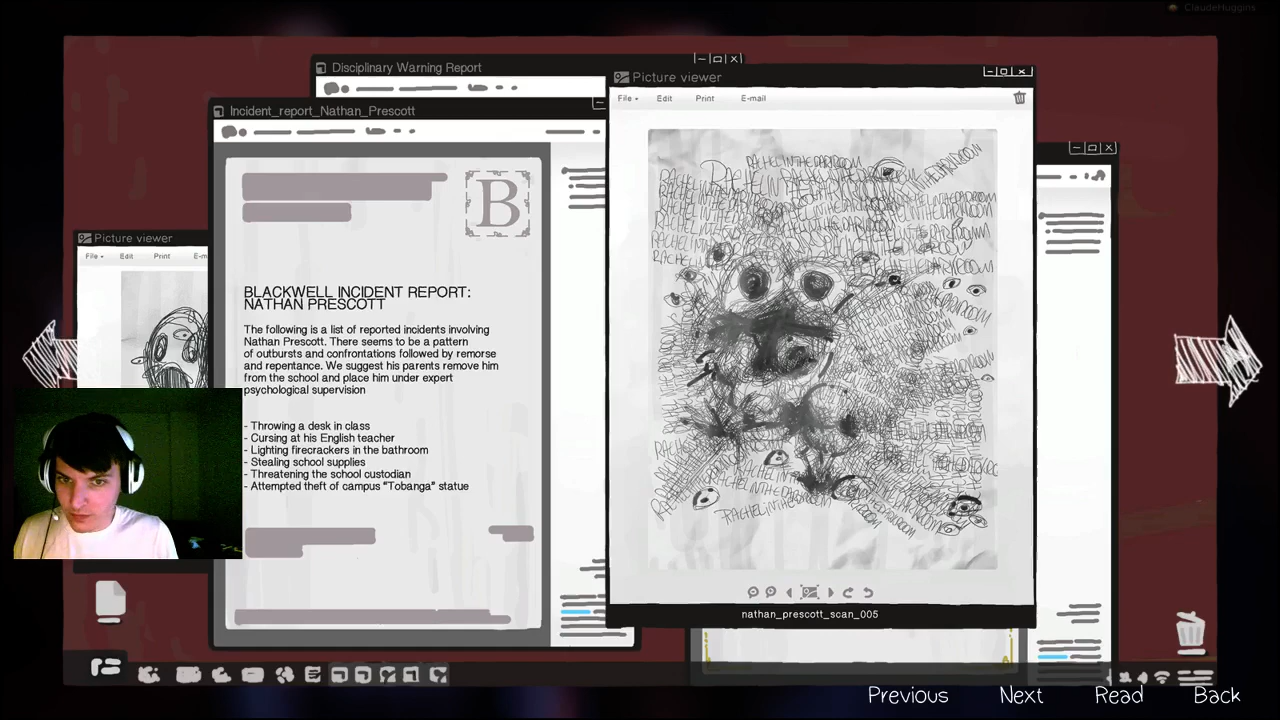 ClaudeHuggins
Disciplinary Warning Report
Picture viewer
Incident_report_Nathan_Prescott
File Edit Print E-mail
B
RACHELINTHEDARKROOM
Picture viewer
File Edit Print E-m
BLACKWELL INCIDENT REPORT:
NATHAN PRESCOTT
The following is a list of reported incidents involving
Nathan Prescott. There seems to be a pattern
of outbursts and confrontations followed by remorse
and repentance. We suggest his parents remove him
from the school and place him under expert
psychological supervision
- Throwing a desk in class
- Cursing at his English teacher
- Lighting firecrackers in the bathroom
- Stealing school supplies
- Threatening the school custodian
- Attempted theft of campus “Tobanga” statue
RACHELINTHEDARKROOM
nathan_prescott_scan_005
Previous Next Read Back